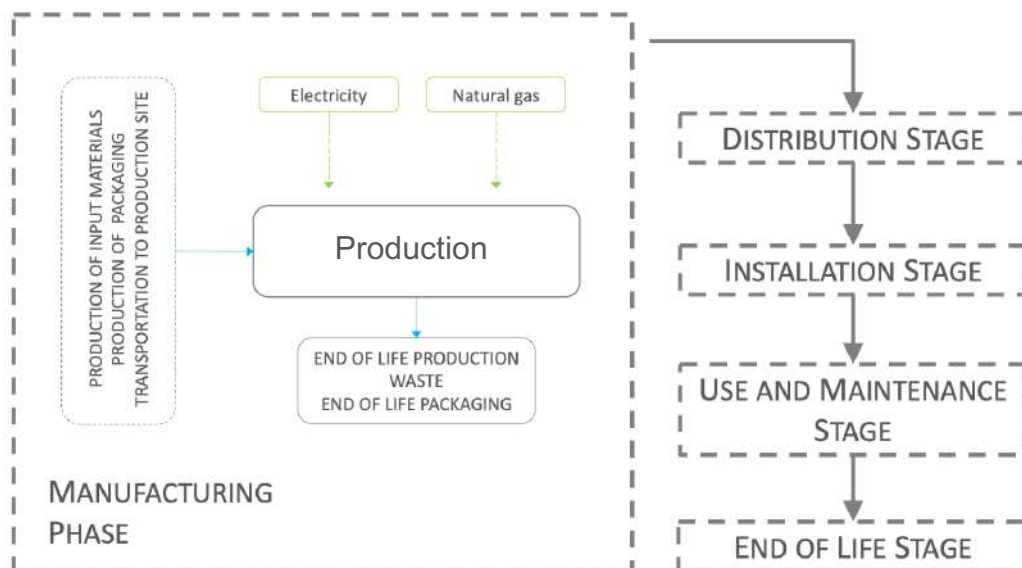 PRODUCTION OF INPUT MATERIALS
PRODUCTION OF PACKAGING
TRANSPORTATION TO PRODUCTION SITE
Electricity
Natural gas
Production
END OF LIFE PRODUCTION
WASTE
END OF LIFE PACKAGING
MANUFACTURING
PHASE
DISTRIBUTION STAGE
INSTALLATION STAGE
USE AND MAINTENANCE
STAGE
END OF LIFE STAGE